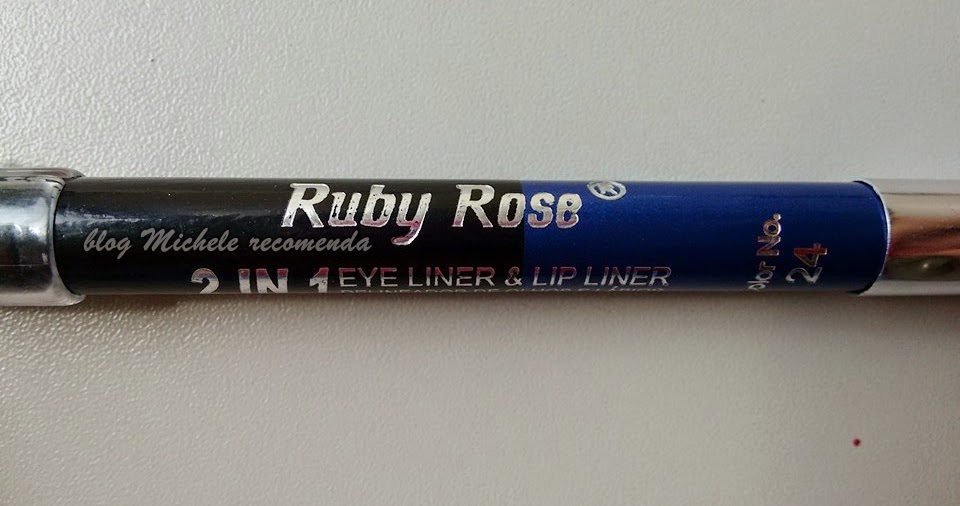 Ruby Rose
blog Michele recomenda
2 IN 1 EYE LINER & LIP LINER
Color No.
24